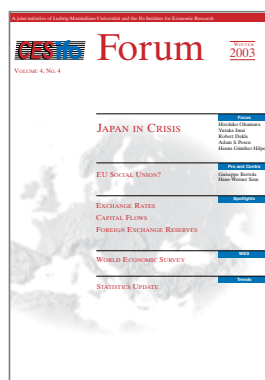 A joint initiative of Ludwig-Maximilians-Universität and the Ifo Institute for Economic Research
CESifo Forum
WINTER
2003
VOLUME 4, NO. 4
Focus
JAPAN IN CRISIS
Hirohiko Okumura
Yutaka Imai
Robert Dekle
Adam S Posen
Hanns Günther Hilpert
Pro and Contra
EU SOCIAL UNION?
Giuseppe Bertola
Hans-Werner Sinn
Spotlights
EXCHANGE RATES
CAPITAL FLOWS
FOREIGN EXCHANGE RESERVES
WES
WORLD ECONOMIC SURVEY
Trends
STATISTICS UPDATE